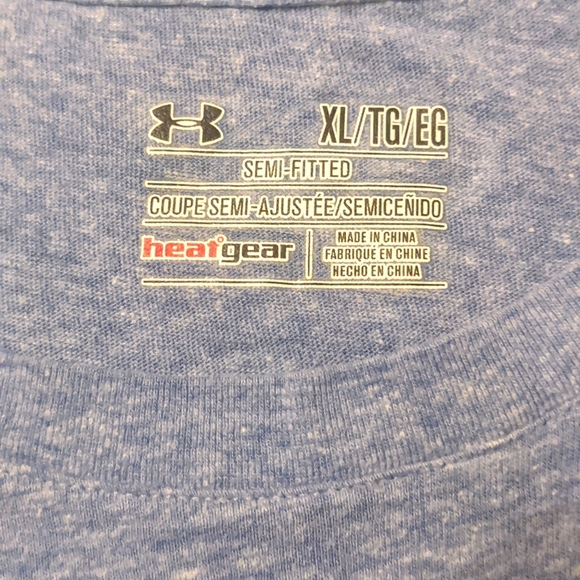 XL/TG/EG
SEMI-FITTED
COUPE SEMI-AJUSTÉE/SEMICEÑIDO
heatgear
MADE IN CHINA
FABRIQUÉ EN CHINE
HECHO EN CHINA